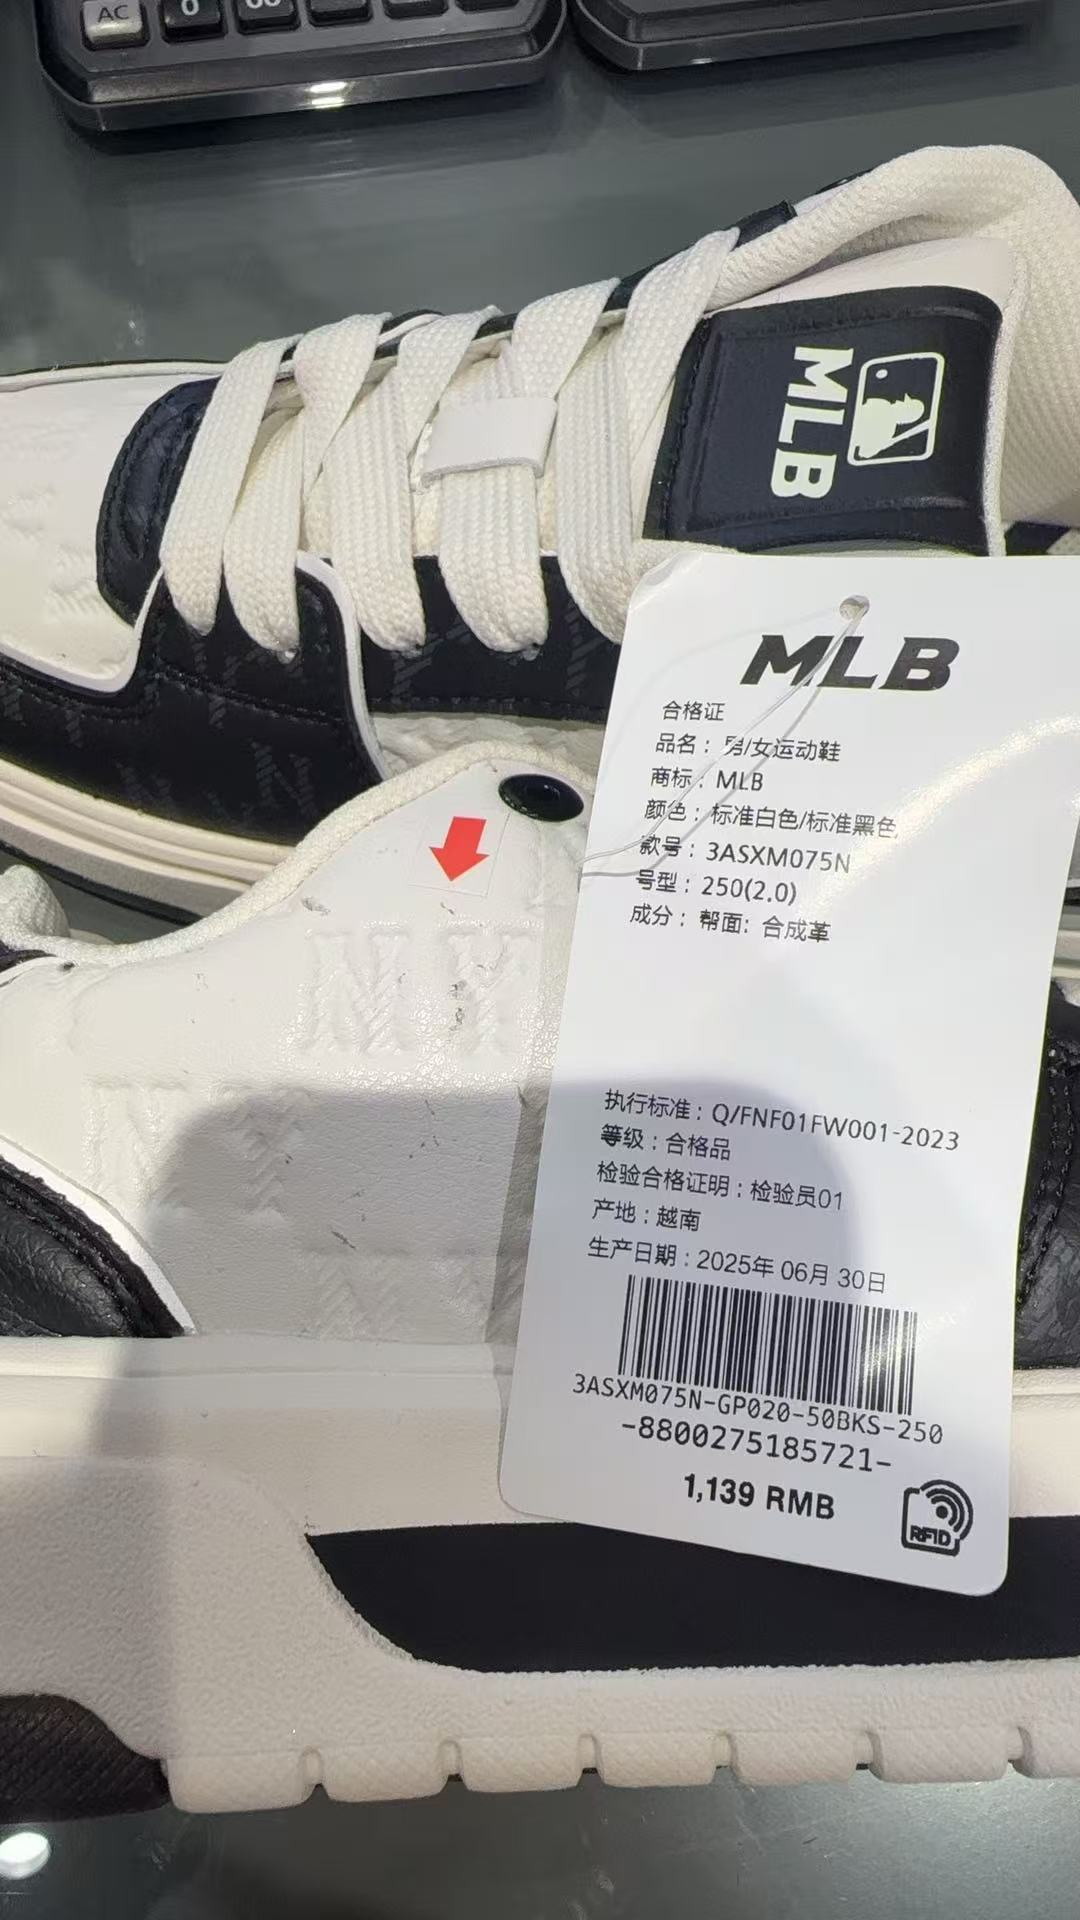 AC
0
00
MLB
MLB
合格证
品名：男/女运动鞋
商标：MLB
颜色：标准白色/标准黑色
款号：3ASXM075N
号型：250(2.0)
成分：帮面：合成革
执行标准：Q/FNF01FW001-2023
等级：合格品
检验合格证明：检验员01
产地：越南
生产日期：2025年 06月 30日
3ASXM075N-GP020-50BKS-250
-8800275185721-
1,139 RMB
RFID
NY
NY